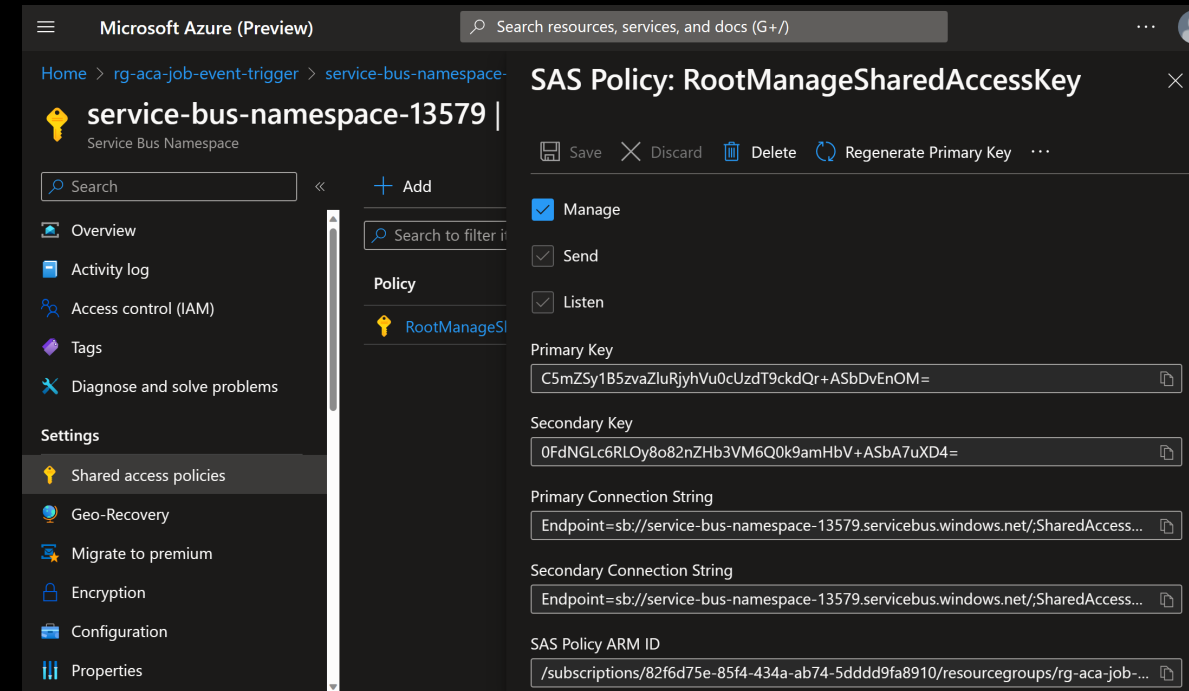 Microsoft Azure (Preview)
Search resources, services, and docs (G+/)
Home > rg-aca-job-event-trigger > service-bus-namespace-
service-bus-namespace-13579 |
Service Bus Namespace
Search
Overview
Activity log
Access control (IAM)
Tags
Diagnose and solve problems
Settings
Shared access policies
Geo-Recovery
Migrate to premium
Encryption
Configuration
Properties
Add
Search to filter it
Policy
RootManageSh
SAS Policy: RootManageSharedAccessKey
Save Discard Delete Regenerate Primary Key ...
Manage
Send
Listen
Primary Key
C5mZSy1B5zvaZluRjyhVu0cUzdT9ckdQr+ASbDvEnOM=
Secondary Key
0FdNGLc6RLOy8o82nZHb3VM6Q0k9amHbV+ASbA7uXD4=
Primary Connection String
Endpoint=sb://service-bus-namespace-13579.servicebus.windows.net/;SharedAccess...
Secondary Connection String
Endpoint=sb://service-bus-namespace-13579.servicebus.windows.net/;SharedAccess...
SAS Policy ARM ID
/subscriptions/82f6d75e-85f4-434a-ab74-5dddd9fa8910/resourcegroups/rg-aca-job-...